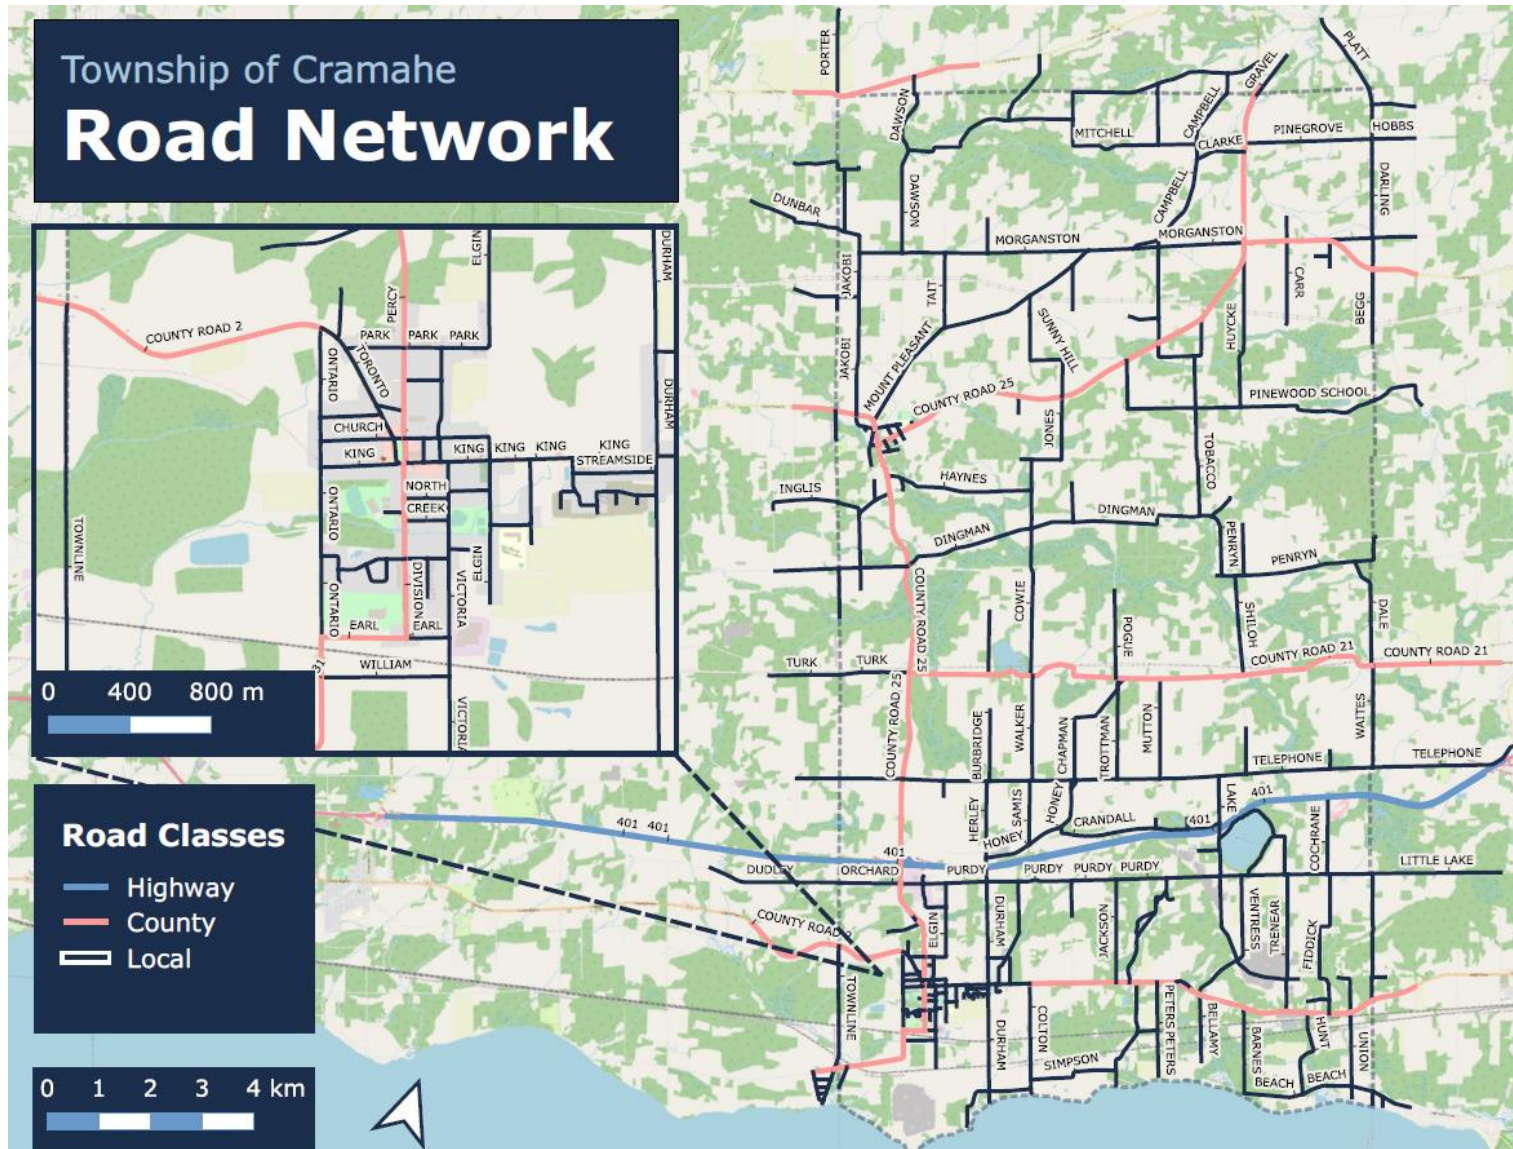 Township of Cramahe
Road Network
COUNTY ROAD 2
TOWNLINE
ONTARIO
TORONTO
PERCY
PARK
PARK
PARK
ELGIN
DURHAM
DURHAM
CHURCH
KING
KING
KING
KING
KING
STREAMSIDE
NORTH
CREEK
ONTARIO
ONTARIO
DIVISION
VICTORIA
ELGIN
EARL
EARL
WILLIAM
31
VICTORIA
0 400 800 m
Road Classes
Highway
County
Local
0 1 2 3 4 km
PORTER
PLATT
GRAVEL
DAWSON
CAMPBELL
MITCHELL
CLARKE
PINEGROVE
HOBBS
DAWSON
CAMPBELL
DARLING
DUNBAR
MORGANSTON
MORGANSTON
JAKOBI
TAIT
CARR
BEGG
HUYCKE
SUNNY HILL
JAKOBI
MOUNT PLEASANT
COUNTY ROAD 25
PINEWOOD SCHOOL
JONES
TOBACCO
HAYNES
INGLIS
DINGMAN
DINGMAN
PENRYN
PENRYN
COUNTY ROAD 25
COWIE
SHILOH
DALE
POGUE
TURK
TURK
COUNTY ROAD 21
COUNTY ROAD 21
COUNTY ROAD 25
BURBRIDGE
WALKER
CHAPMAN
TROTTMAN
MUTTON
WAITES
TELEPHONE
TELEPHONE
LAKE
401
HERLEY
SAMIS
HONEY
HONEY
CRANDALL
401
401
401
401
COCHRANE
DUDLEY
ORCHARD
PURDY
PURDY
PURDY
PURDY
LITTLE LAKE
COUNTY ROAD 2
ELGIN
DURHAM
JACKSON
VENTRESS
TRENEAR
FIDDICK
TOWNLINE
DURHAM
COLTON
SIMPSON
PETERS
PETERS
BELLAMY
BARNES
HUNT
UNION
BEACH
BEACH